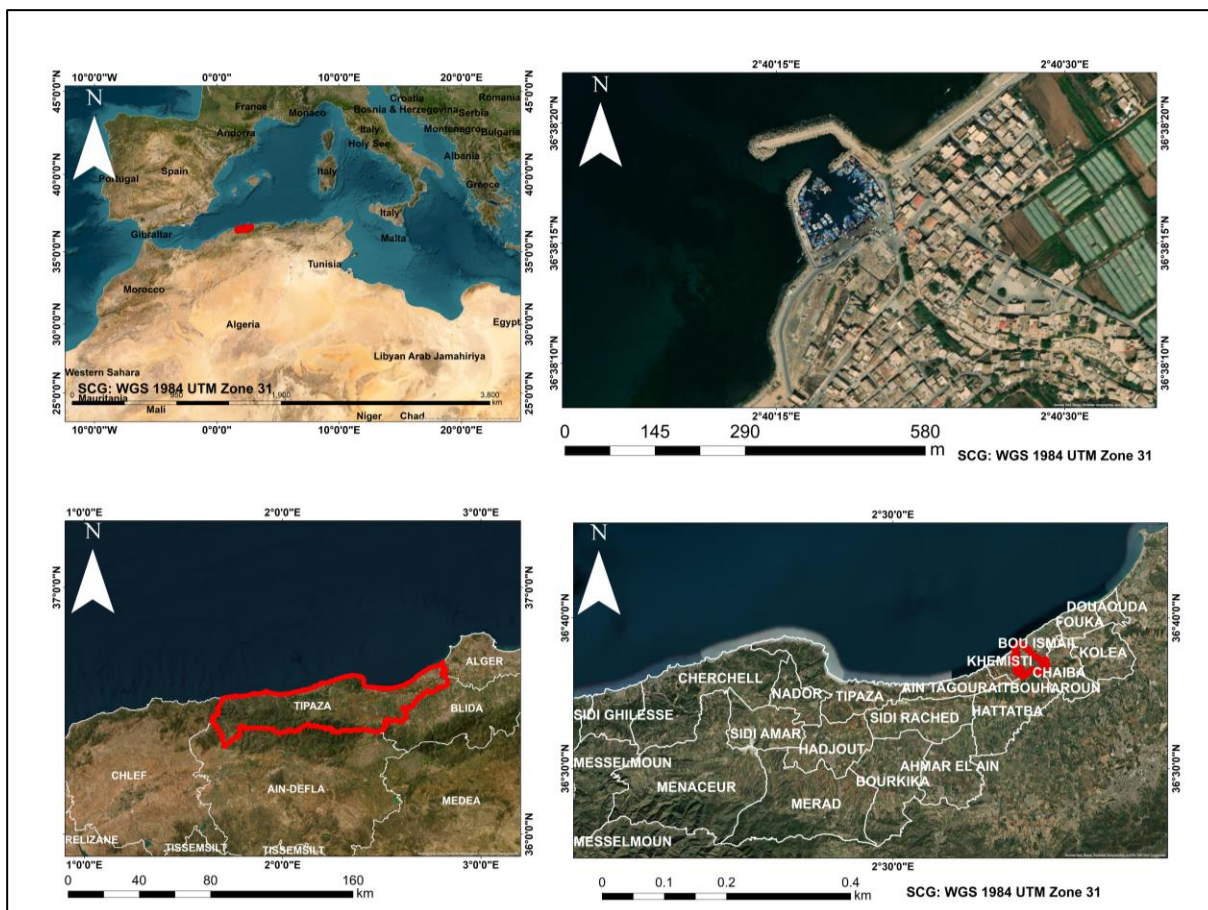 10°0'0"W 0°0'0"E 10°0'0"E 20°0'0"E
45°0'0"N
40°0'0"N
35°0'0"N
30°0'0"N
25°0'0"N
N
France
Monaco
Croatia
Romania
Bosnia & Herzegovina
Serbia
Andorra
Italy
Montenegro
Bulgaria
Holy See
Albania
Portugal
Spain
Italy
Greece
Italy
Gibraltar
Malta
Tunisia
Morocco
Algeria
Egypt
Libyan Arab Jamahiriya
Western Sahara
SCG: WGS 1984 UTM Zone 31
Mauritania
0 950 1,900 3,800
km
Mali
Niger Chad
45°0'0"N
40°0'0"N
35°0'0"N
30°0'0"N
25°0'0"N
10°0'0"W 0°0'0"E 10°0'0"E 20°0'0"E
2°40'15"E 2°40'30"E
N
36°38'20"N
36°38'15"N
36°38'10"N
36°38'20"N
36°38'15"N
36°38'10"N
2°40'15"E 2°40'30"E
0 145 290 580
m
SCG: WGS 1984 UTM Zone 31
1°0'0"E 2°0'0"E 3°0'0"E
N
37°0'0"N
36°0'0"N
37°0'0"N
36°0'0"N
ALGER
TIPAZA
BLIDA
CHLEF
AIN-DEFLA
MEDEA
RELIZANE
TISSEMSILT
TISSEMSILT
1°0'0"E 2°0'0"E 3°0'0"E
0 40 80 160
km
2°30'0"E
N
36°40'0"N
36°30'0"N
36°40'0"N
36°30'0"N
DOUAOUDA
FOUKA
BOU ISMAIL
KOLEA
KHEMISTI
CHAIBA
CHERCHELL
NADOR
TIPAZA
AIN TAGOURAIT
BOUHAROUN
HATTATBA
SIDI GHILESSE
SIDI RACHED
SIDI AMAR
HADJOUT
MESSELMOUN
AHMAR EL AIN
BOURKIKA
MENACEUR
MERAD
MESSELMOUN
2°30'0"E
0 0.1 0.2 0.4
km
SCG: WGS 1984 UTM Zone 31